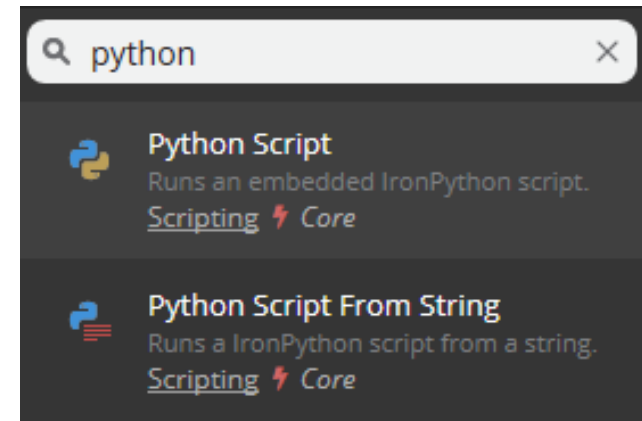 python
Python Script
Runs an embedded IronPython script.
Scripting Core
Python Script From String
Runs a IronPython script from a string.
Scripting Core